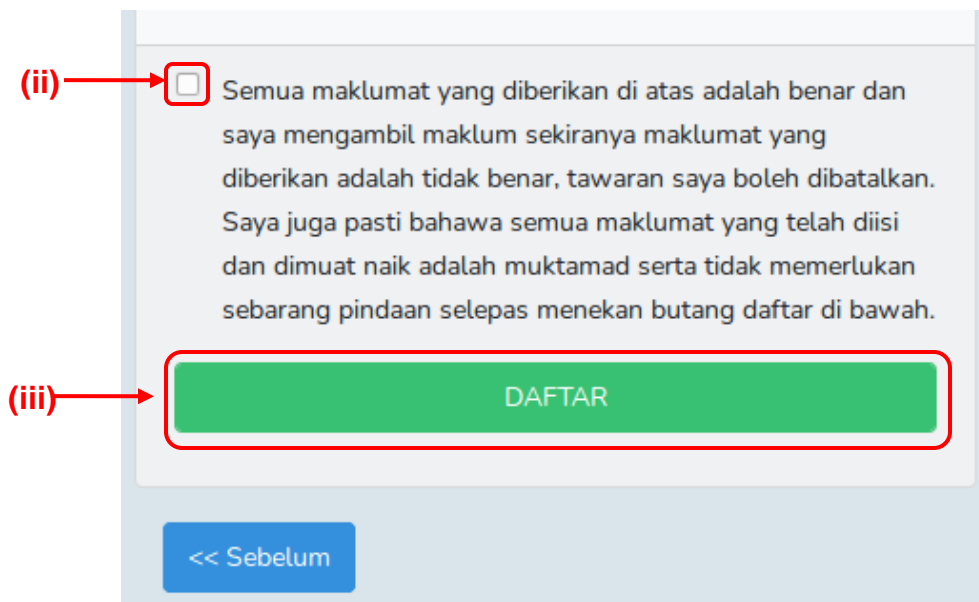 (ii)
Semua maklumat yang diberikan di atas adalah benar dan
saya mengambil maklum sekiranya maklumat yang
diberikan adalah tidak benar, tawaran saya boleh dibatalkan.
Saya juga pasti bahawa semua maklumat yang telah diisi
dan dimuat naik adalah muktamad serta tidak memerlukan
sebarang pindaan selepas menekan butang daftar di bawah.
(iii)
DAFTAR
<< Sebelum